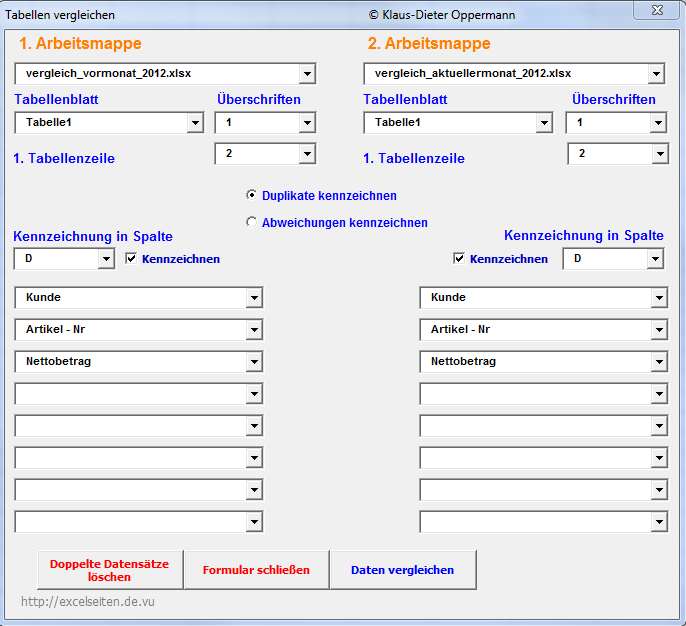 Tabellen vergleichen © Klaus-Dieter Oppermann
1. Arbeitsmappe 2. Arbeitsmappe
vergleich_vormonat_2012.xlsx vergleich_aktuellermonat_2012.xlsx
Tabellenblatt Überschriften Tabellenblatt Überschriften
Tabelle1 1 Tabelle1 1
1. Tabellenzeile 2 1. Tabellenzeile 2
Duplikate kennzeichnen
Abweichungen kennzeichnen
Kennzeichnung in Spalte Kennzeichnung in Spalte
D Kennzeichnen Kennzeichnen D
Kunde Kunde
Artikel - Nr Artikel - Nr
Nettobetrag Nettobetrag
Doppelte Datensätze
löschen
Formular schließen Daten vergleichen
http://excelseiten.de.vu